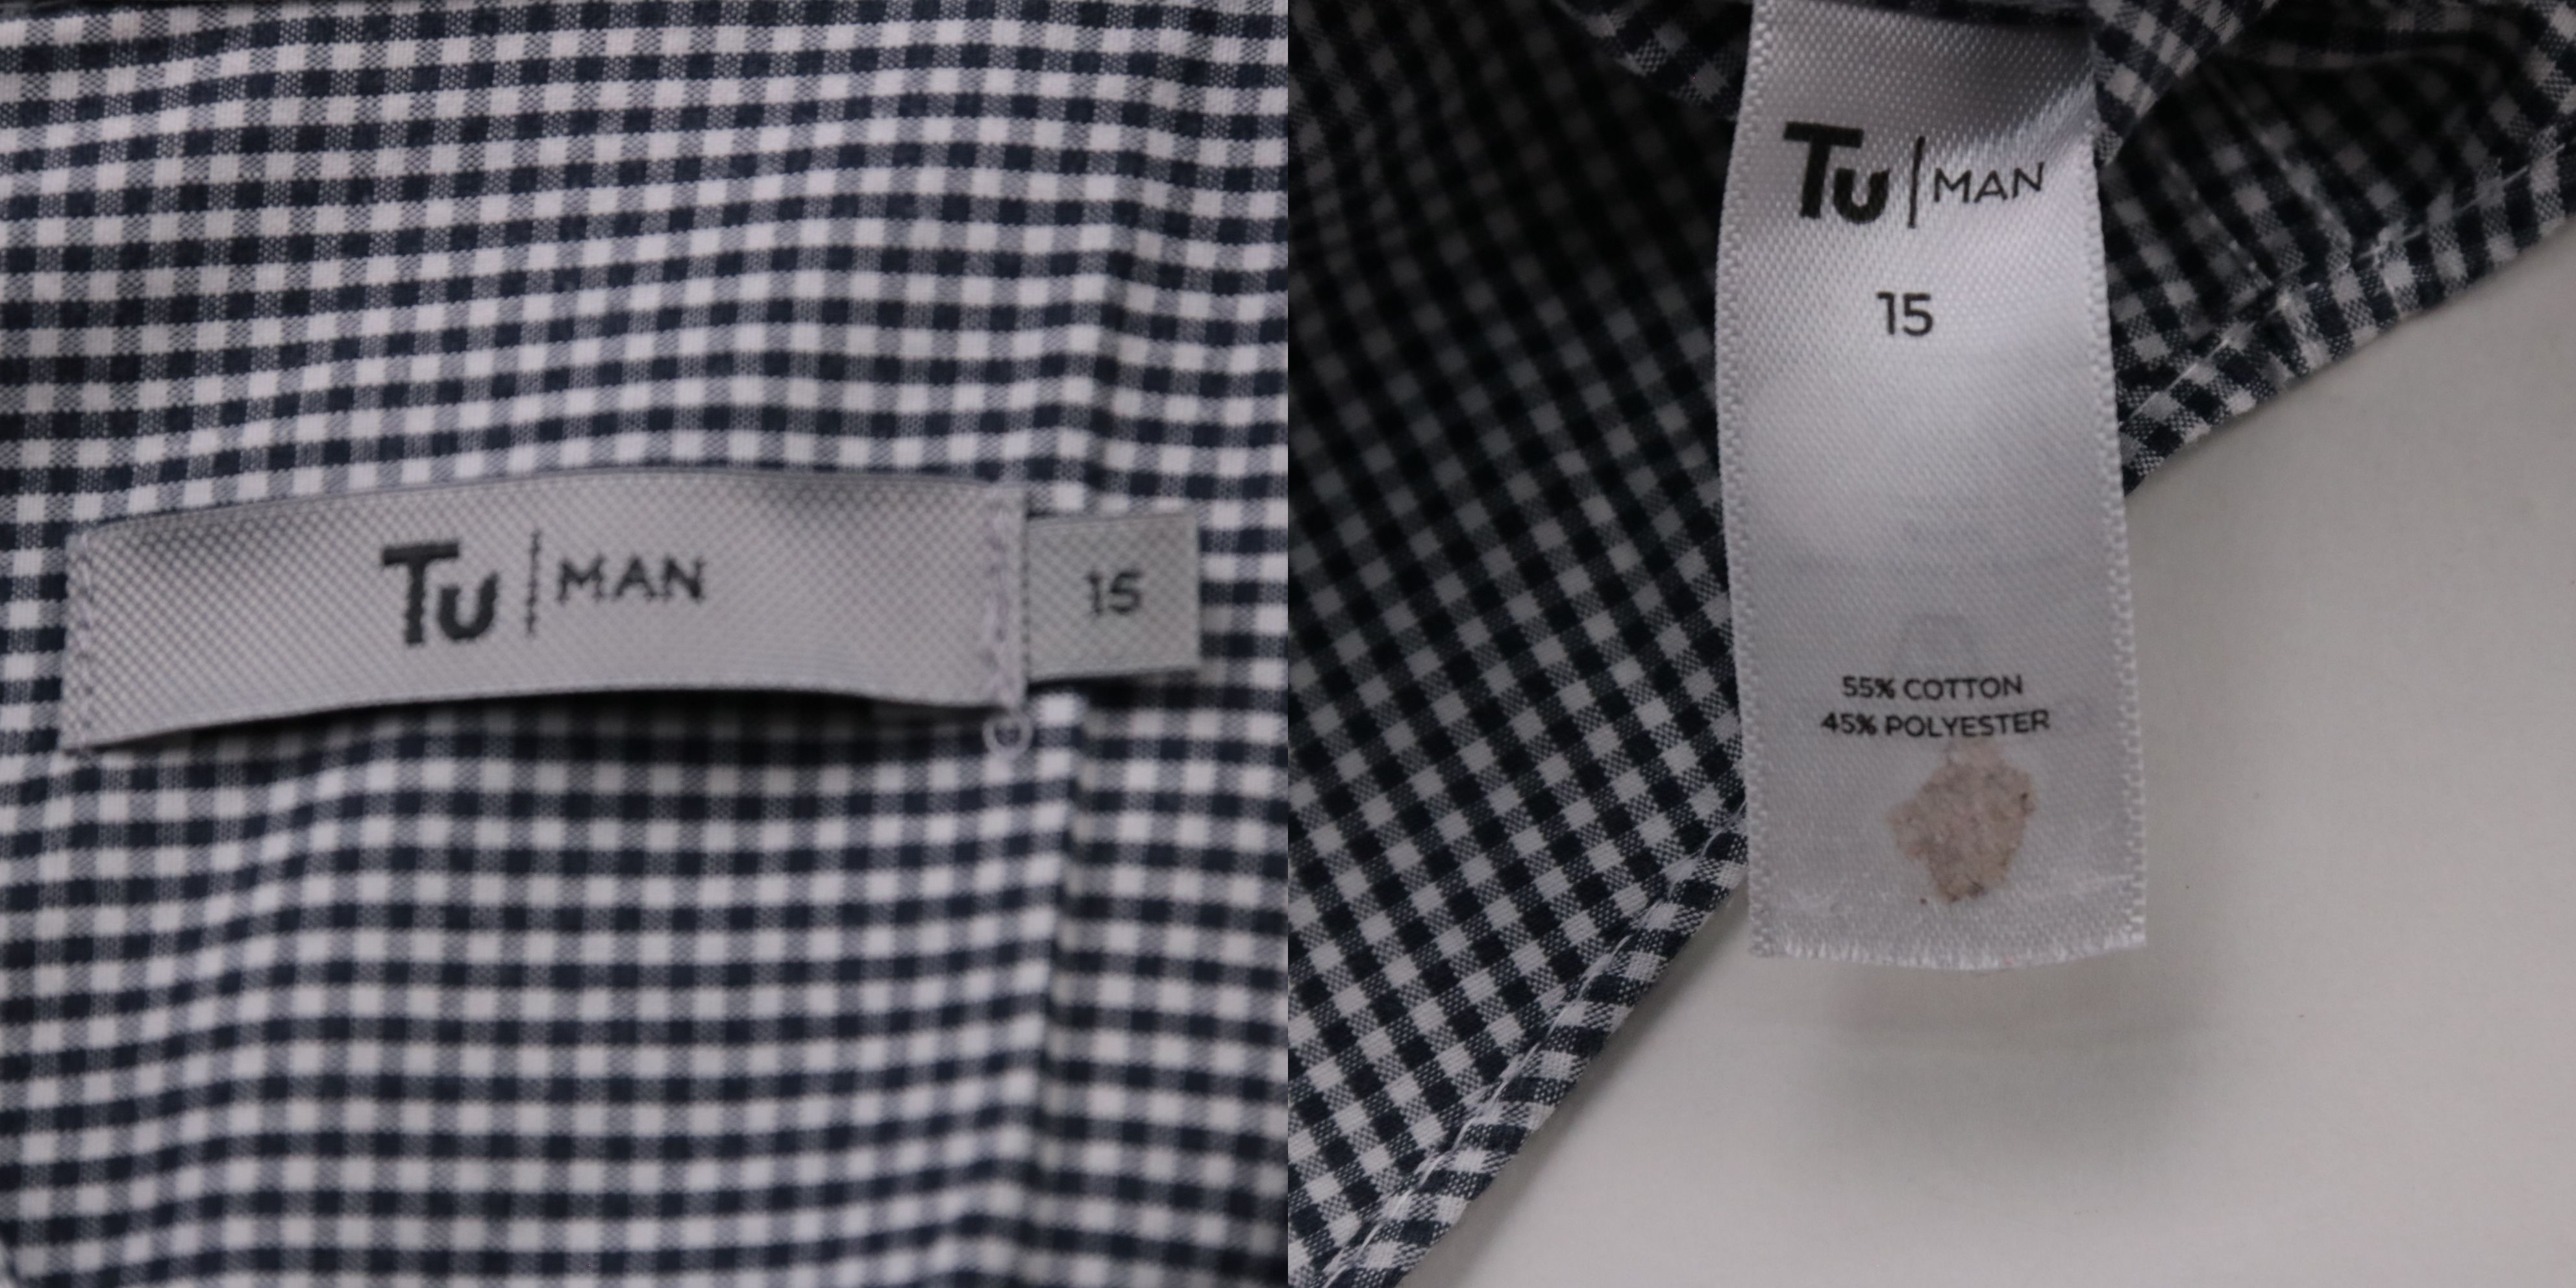 Tu | MAN
15
Tu | MAN
15
55% COTTON
45% POLYESTER